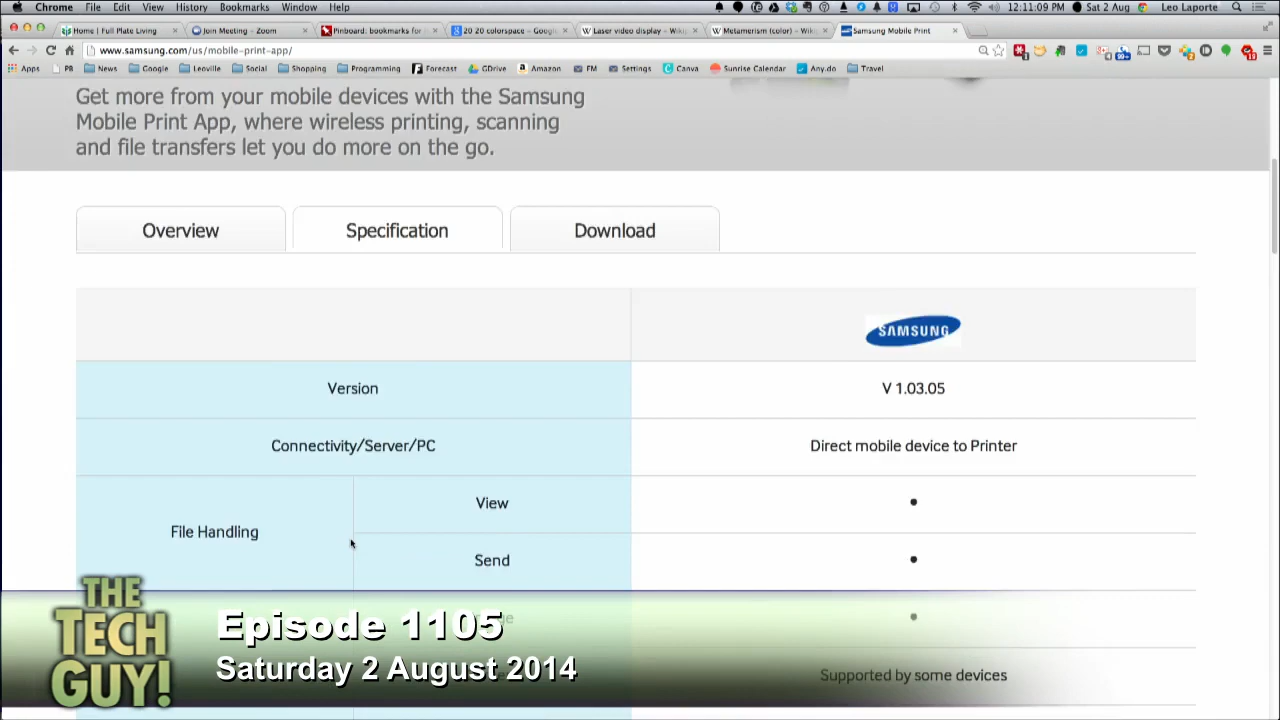 Chrome File Edit View History Bookmarks Window Help 12:11:09 PM Sat 2 Aug Leo Laporte
Home | Full Plate Living Join Meeting - Zoom Pinboard: bookmarks for 20 20 colorspace - Googl Laser video display - Wiki Metamerism (color) - Wiki Samsung Mobile Print
www.samsung.com/us/mobile-print-app/
Apps PB News Google Leoville Social Shopping Programming Forecast GDrive Amazon FM Settings Canva Sunrise Calendar Any.do Travel
Get more from your mobile devices with the Samsung
Mobile Print App, where wireless printing, scanning
and file transfers let you do more on the go.
Overview Specification Download
SAMSUNG
Version V 1.03.05
Connectivity/Server/PC Direct mobile device to Printer
File Handling
View •
Send •
Supported by some devices
THE
TECH
GUY!
Episode 1105
Saturday 2 August 2014